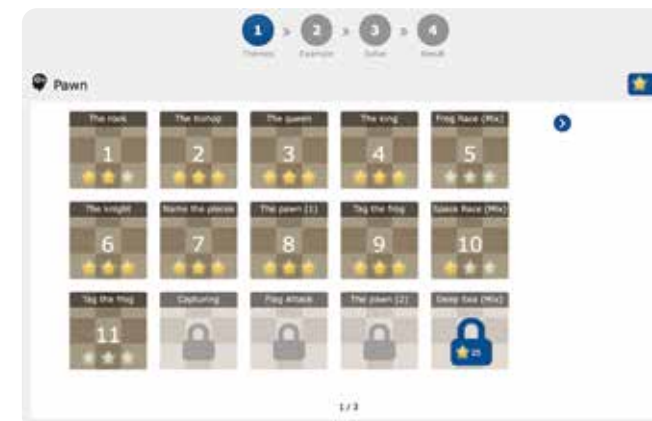 1 » 2 » 3 » 4
Themes Example Solve Result
Pawn
The rook The bishop The queen The king Frog Race (Mix)
1 2 3 4 5
The knight Name the pieces The pawn (1) Tag the frog Space Race (Mix)
6 7 8 9 10
Tag the frog Capturing Flag Attack The pawn (2) Deep Sea (Mix)
11
25
1 / 3